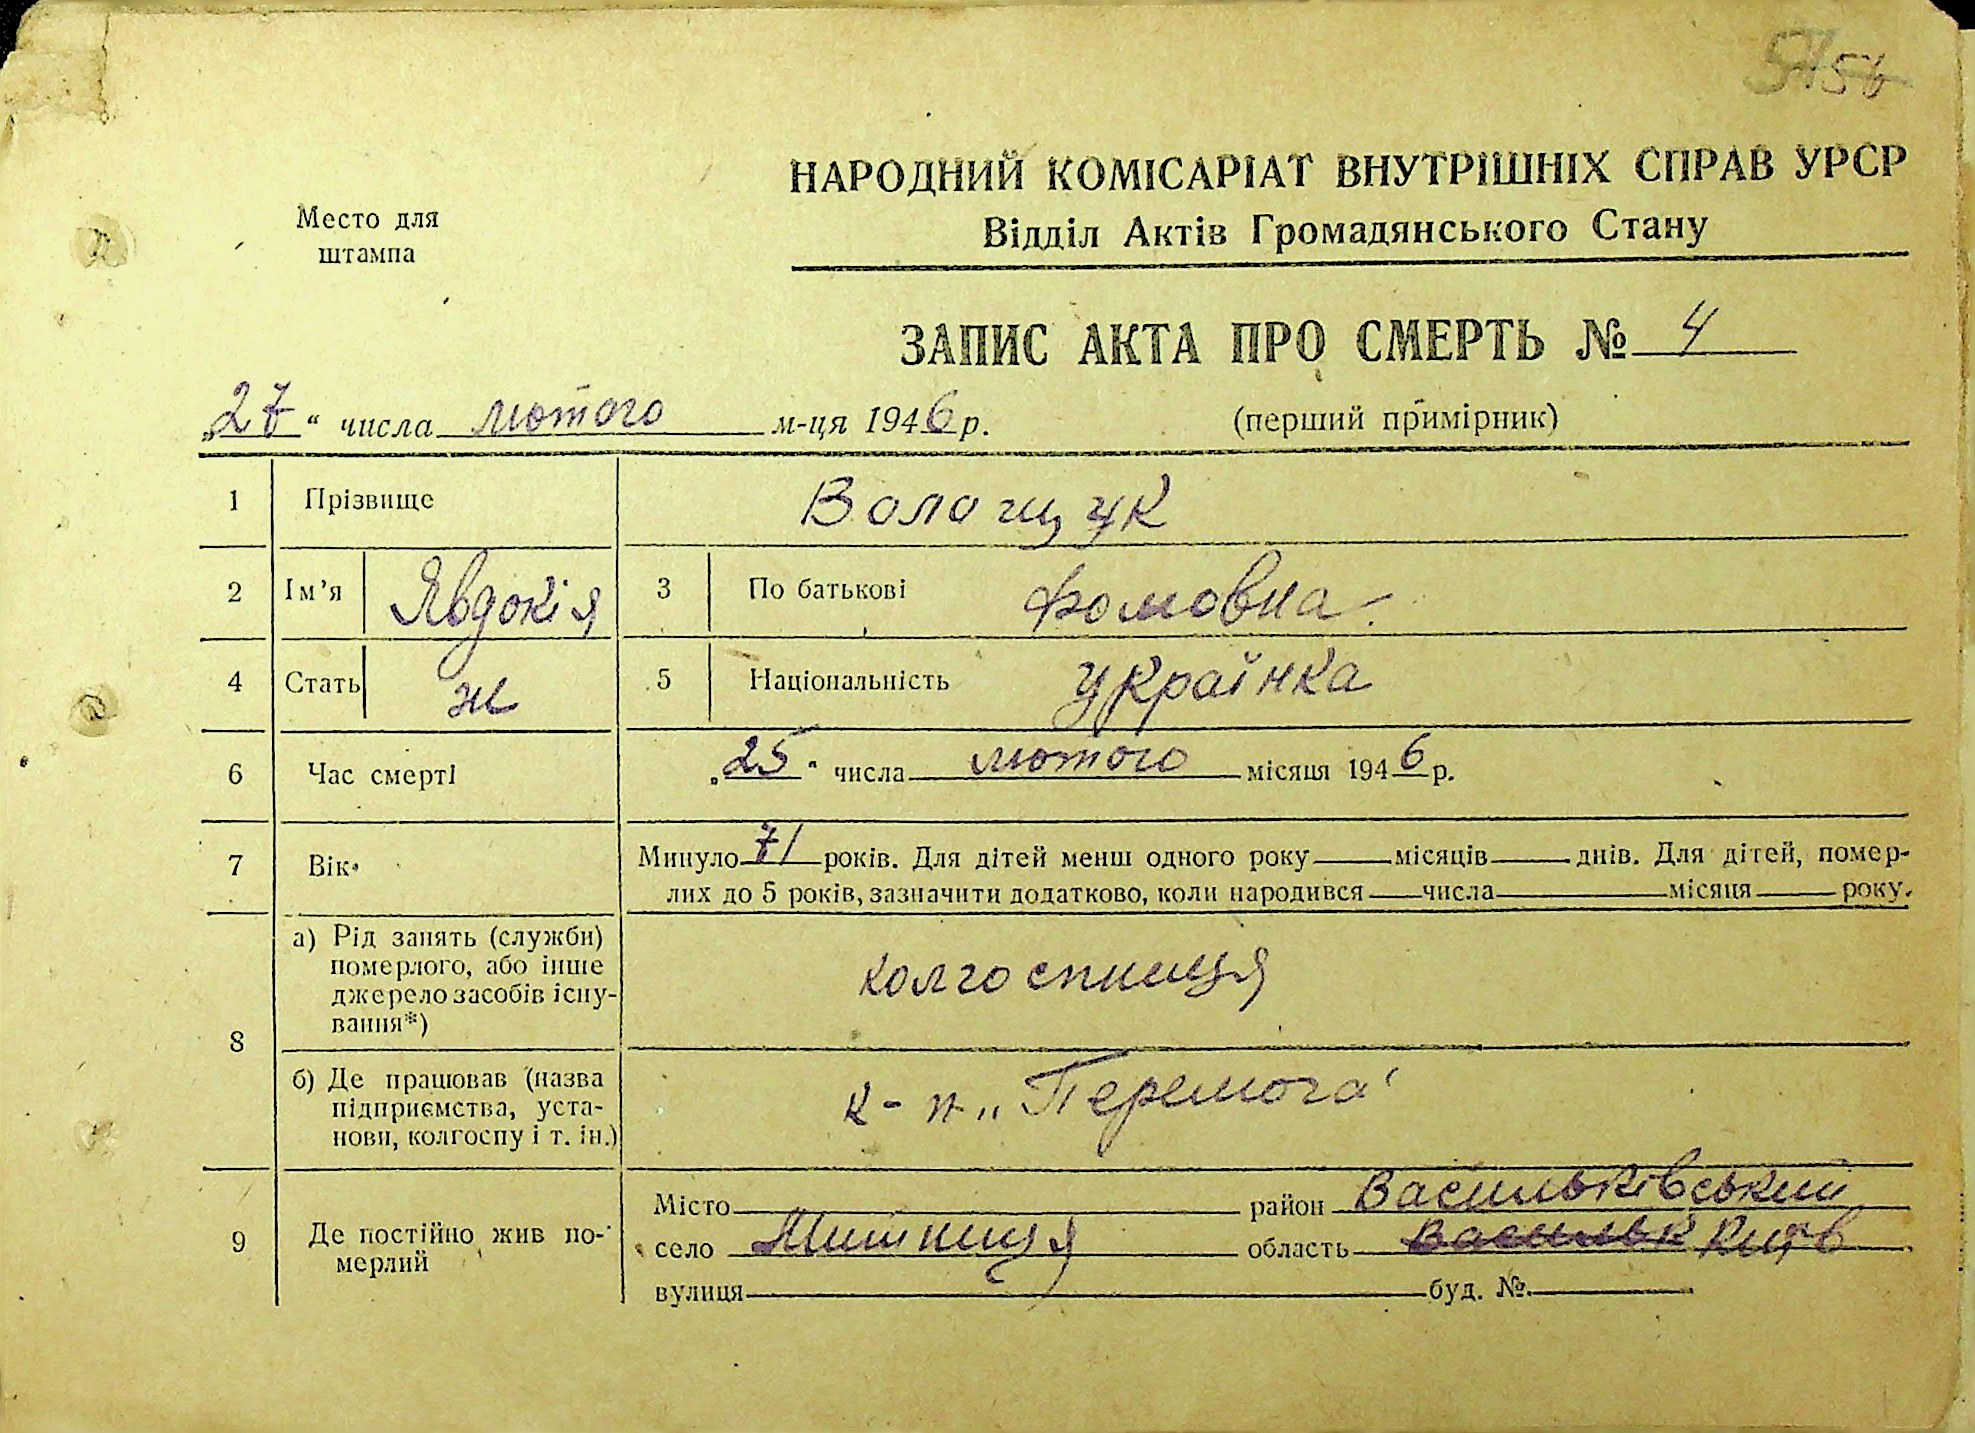 56
НАРОДНИЙ КОМІСАРІАТ ВНУТРІШНІХ СПРАВ УРСР
Место для
штампа
Відділ Актів Громадянського Стану
ЗАПИС АКТА ПРО СМЕРТЬ № 4
„27“ числа лютого м-ця 1946 р. (перший примірник)
1 Прізвище Волощук
2 Ім’я Явдокія 3 По батькові Фомовна
4 Стать ж 5 Національність українка
6 Час смерті „25“ числа лютого місяця 1946 р.
7 Вік Минуло 71 років. Для дітей менш одного року місяців днів. Для дітей, помер-
лих до 5 років, зазначити додатково, коли народився числа місяця року.
8 а) Рід занять (служби)
померлого, або інше
джерело засобів існу-
вання*)
колгоспниця
б) Де працював (назва
підприємства, уста-
нови, колгоспу і т. ін.)
к-п „Перемога“
9 Де постійно жив по-
мерлий
Місто район Васильківський
село Митниця область Васильк Київ
вулиця буд. №